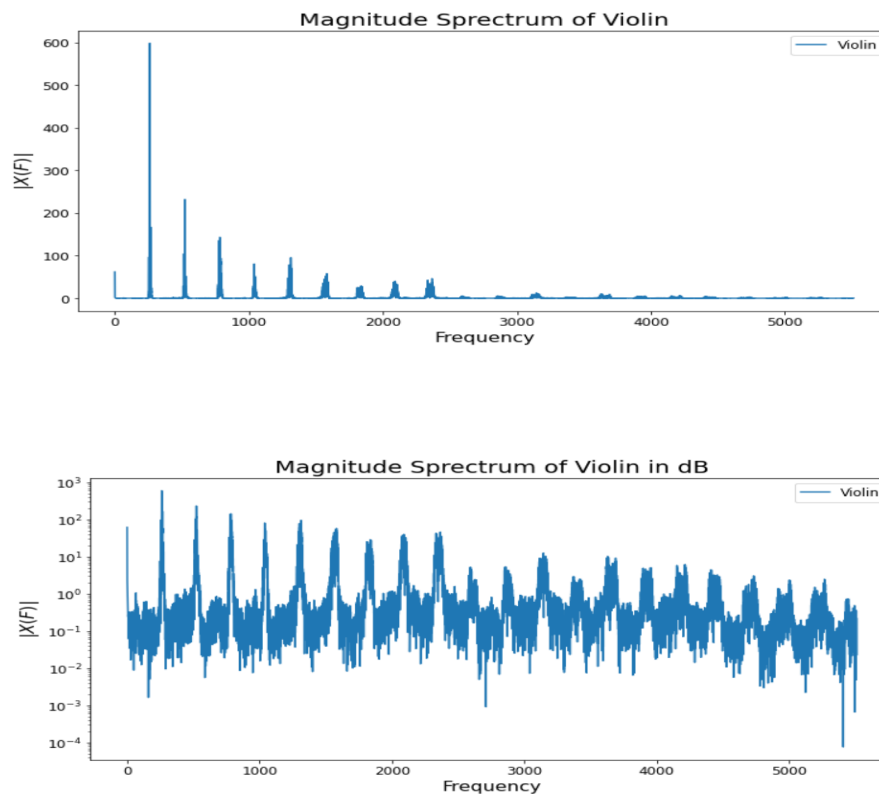 Magnitude Sprectrum of Violin
Violin
600
500
400
300
200
100
0
|X(F)|
0 1000 2000 3000 4000 5000
Frequency
Magnitude Sprectrum of Violin in dB
Violin
10³
10²
10¹
10⁰
10⁻¹
10⁻²
10⁻³
10⁻⁴
|X(F)|
0 1000 2000 3000 4000 5000
Frequency